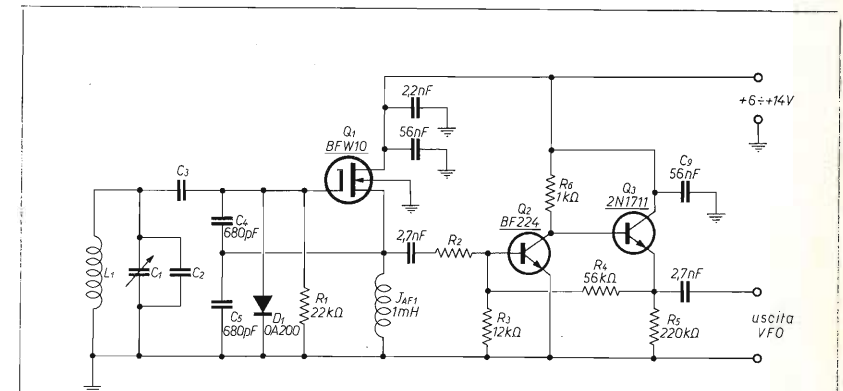 2,2nF
+6÷+14V
Q1
BFW10
56nF
C3
C9
56nF
R6
1kΩ
Q3
2N1711
Q2
BF224
C4
680pF
2,7nF
R2
R4
56kΩ
2,7nF
L1
C1
C2
R1
22kΩ
JAF1
1mH
C5
680pF
D1
OA200
R3
12kΩ
R5
220kΩ
uscita
VFO